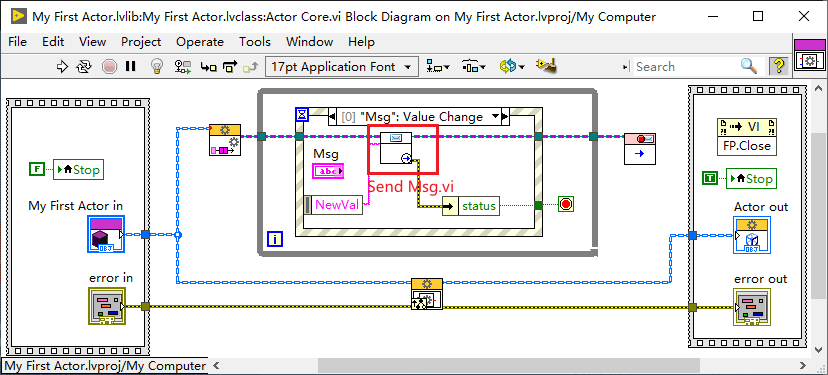 My First Actor.lvlib:My First Actor.lvclass:Actor Core.vi Block Diagram on My First Actor.lvproj/My Computer
File Edit View Project Operate Tools Window Help
17pt Application Font
Search
[0] "Msg": Value Change
VI
FP.Close
Msg
abc
F
Stop
Send Msg.vi
T
Stop
My First Actor in
NewVal
status
Actor out
OBJ
OBJ
i
error in
error out
My First Actor.lvproj/My Computer